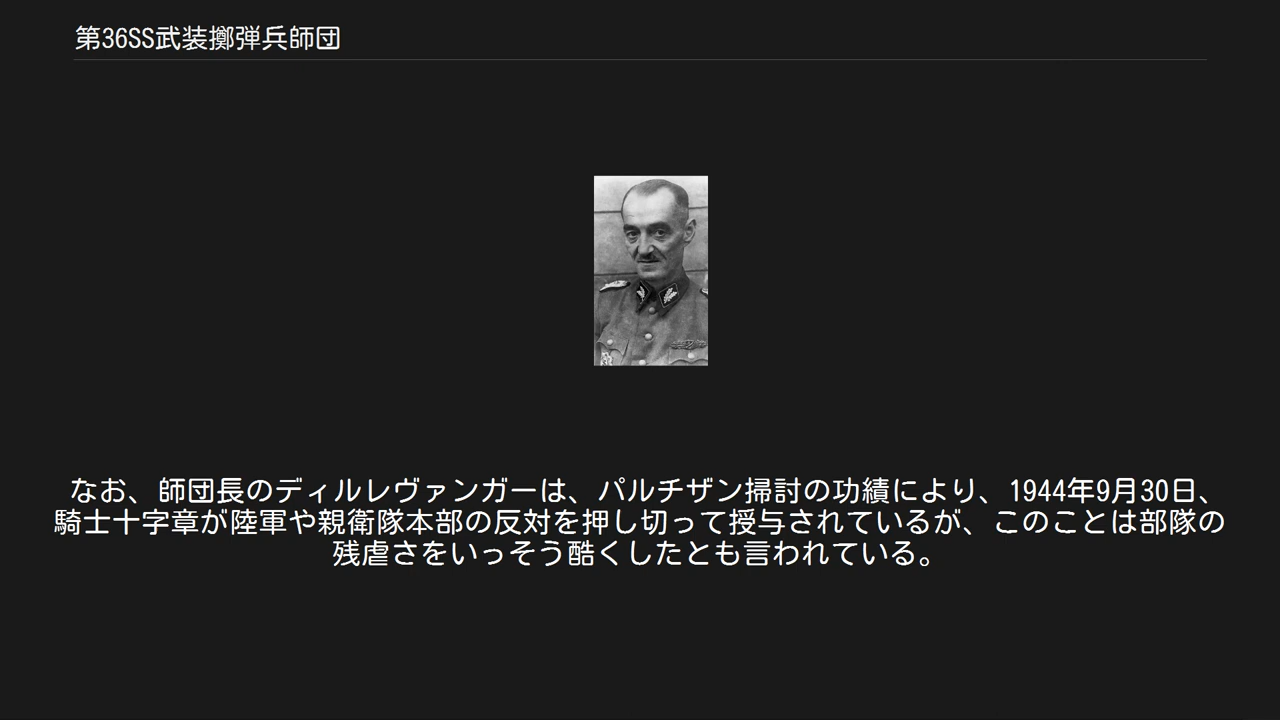 第36SS武装擲弾兵師団
なお、師団長のディルレヴァンガーは、パルチザン掃討の功績により、1944年9月30日、
騎士十字章が陸軍や親衛隊本部の反対を押し切って授与されているが、このことは部隊の
残虐さをいっそう酷くしたとも言われている。